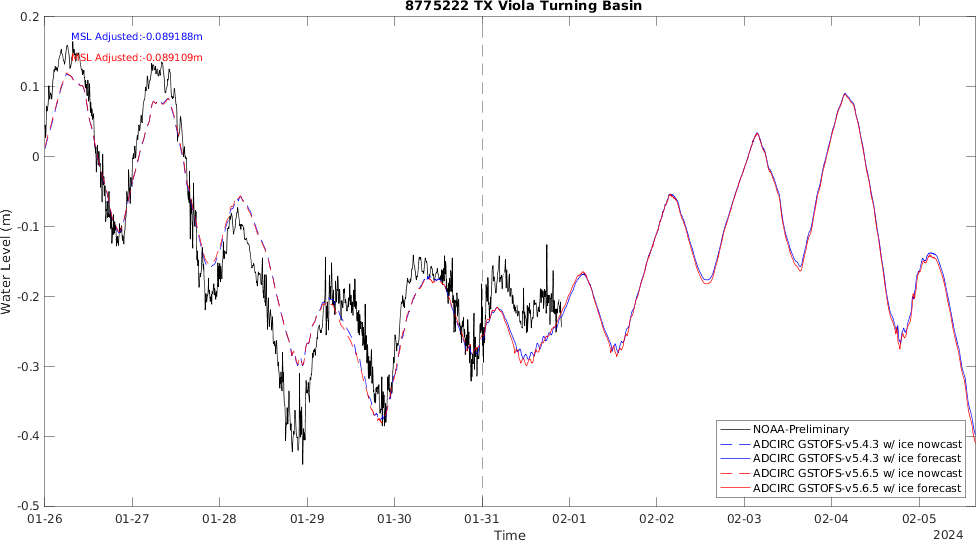 8775222 TX Viola Turning Basin
0.2
MSL Adjusted:-0.089188m
MSL Adjusted:-0.089109m
0.1
0
-0.1
-0.2
-0.3
-0.4
-0.5
Water Level (m)
NOAA-Preliminary
ADCIRC GSTOFS-v5.4.3 w/ ice nowcast
ADCIRC GSTOFS-v5.4.3 w/ ice forecast
ADCIRC GSTOFS-v5.6.5 w/ ice nowcast
ADCIRC GSTOFS-v5.6.5 w/ ice forecast
01-26 01-27 01-28 01-29 01-30 01-31 02-01 02-02 02-03 02-04 02-05
Time
2024